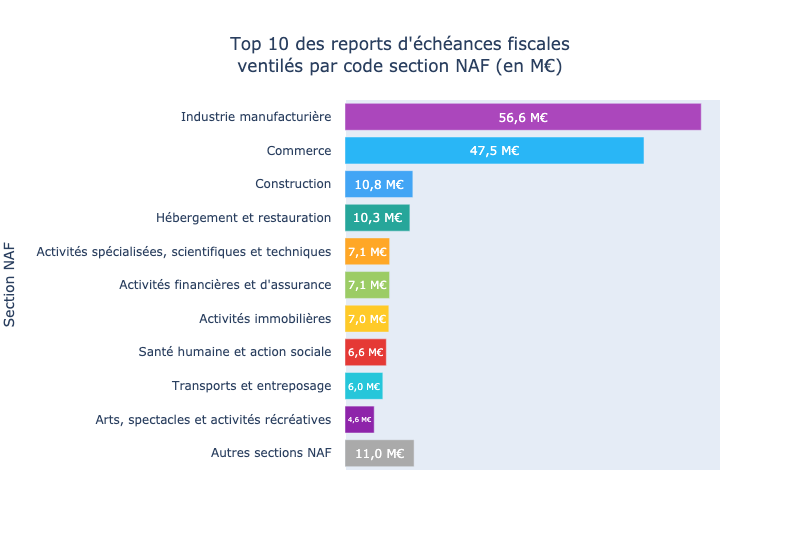 Top 10 des reports d'échéances fiscales
ventilés par code section NAF (en M€)
Section NAF
Industrie manufacturière 56,6 M€
Commerce 47,5 M€
Construction 10,8 M€
Hébergement et restauration 10,3 M€
Activités spécialisées, scientifiques et techniques 7,1 M€
Activités financières et d'assurance 7,1 M€
Activités immobilières 7,0 M€
Santé humaine et action sociale 6,6 M€
Transports et entreposage 6,0 M€
Arts, spectacles et activités récréatives 4,6 M€
Autres sections NAF 11,0 M€